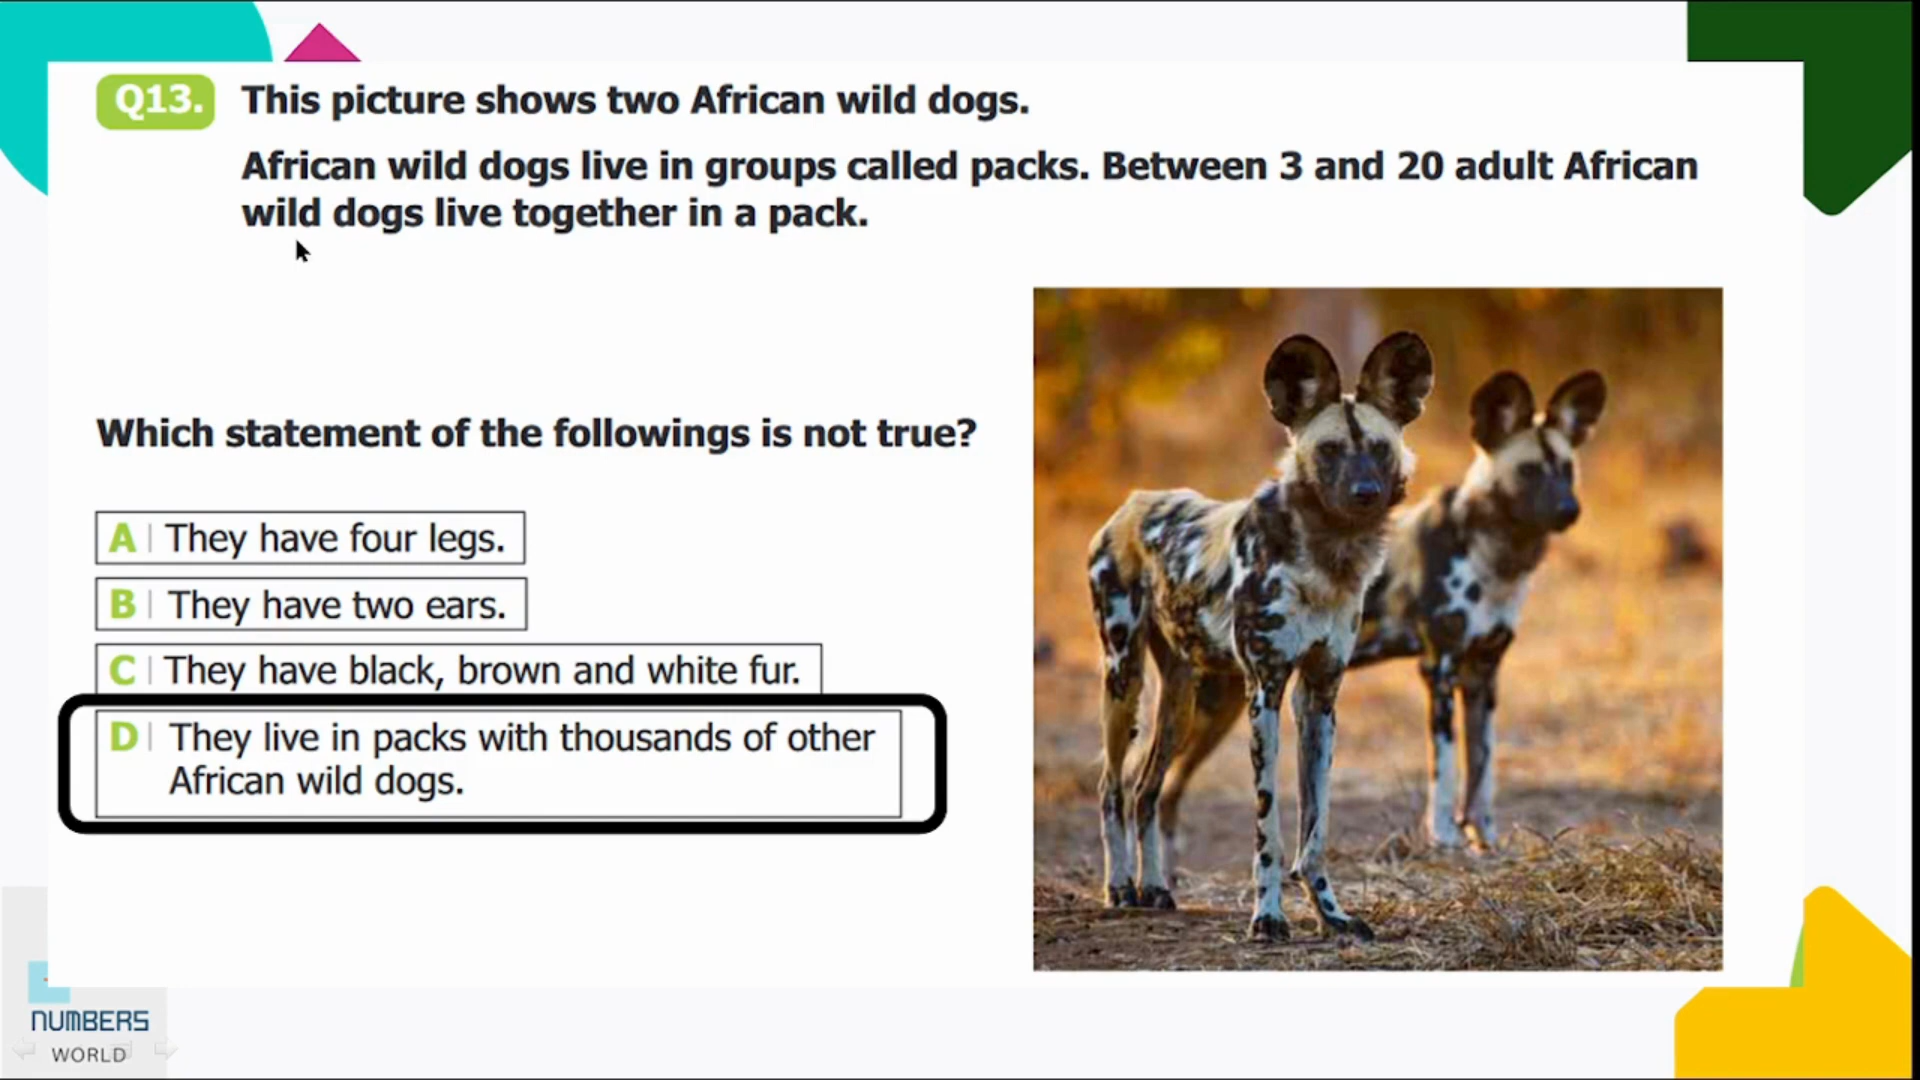 Q13. This picture shows two African wild dogs.
African wild dogs live in groups called packs. Between 3 and 20 adult African
wild dogs live together in a pack.
Which statement of the followings is not true?
A | They have four legs.
B | They have two ears.
C | They have black, brown and white fur.
D | They live in packs with thousands of other
African wild dogs.
NUMBERS
WORLD